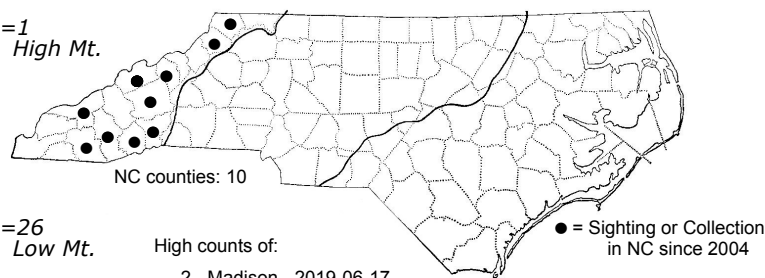 =1
High Mt.
NC counties: 10
=26
Low Mt.
High counts of:
2 - Madison - 2019-06-17
● = Sighting or Collection
in NC since 2004